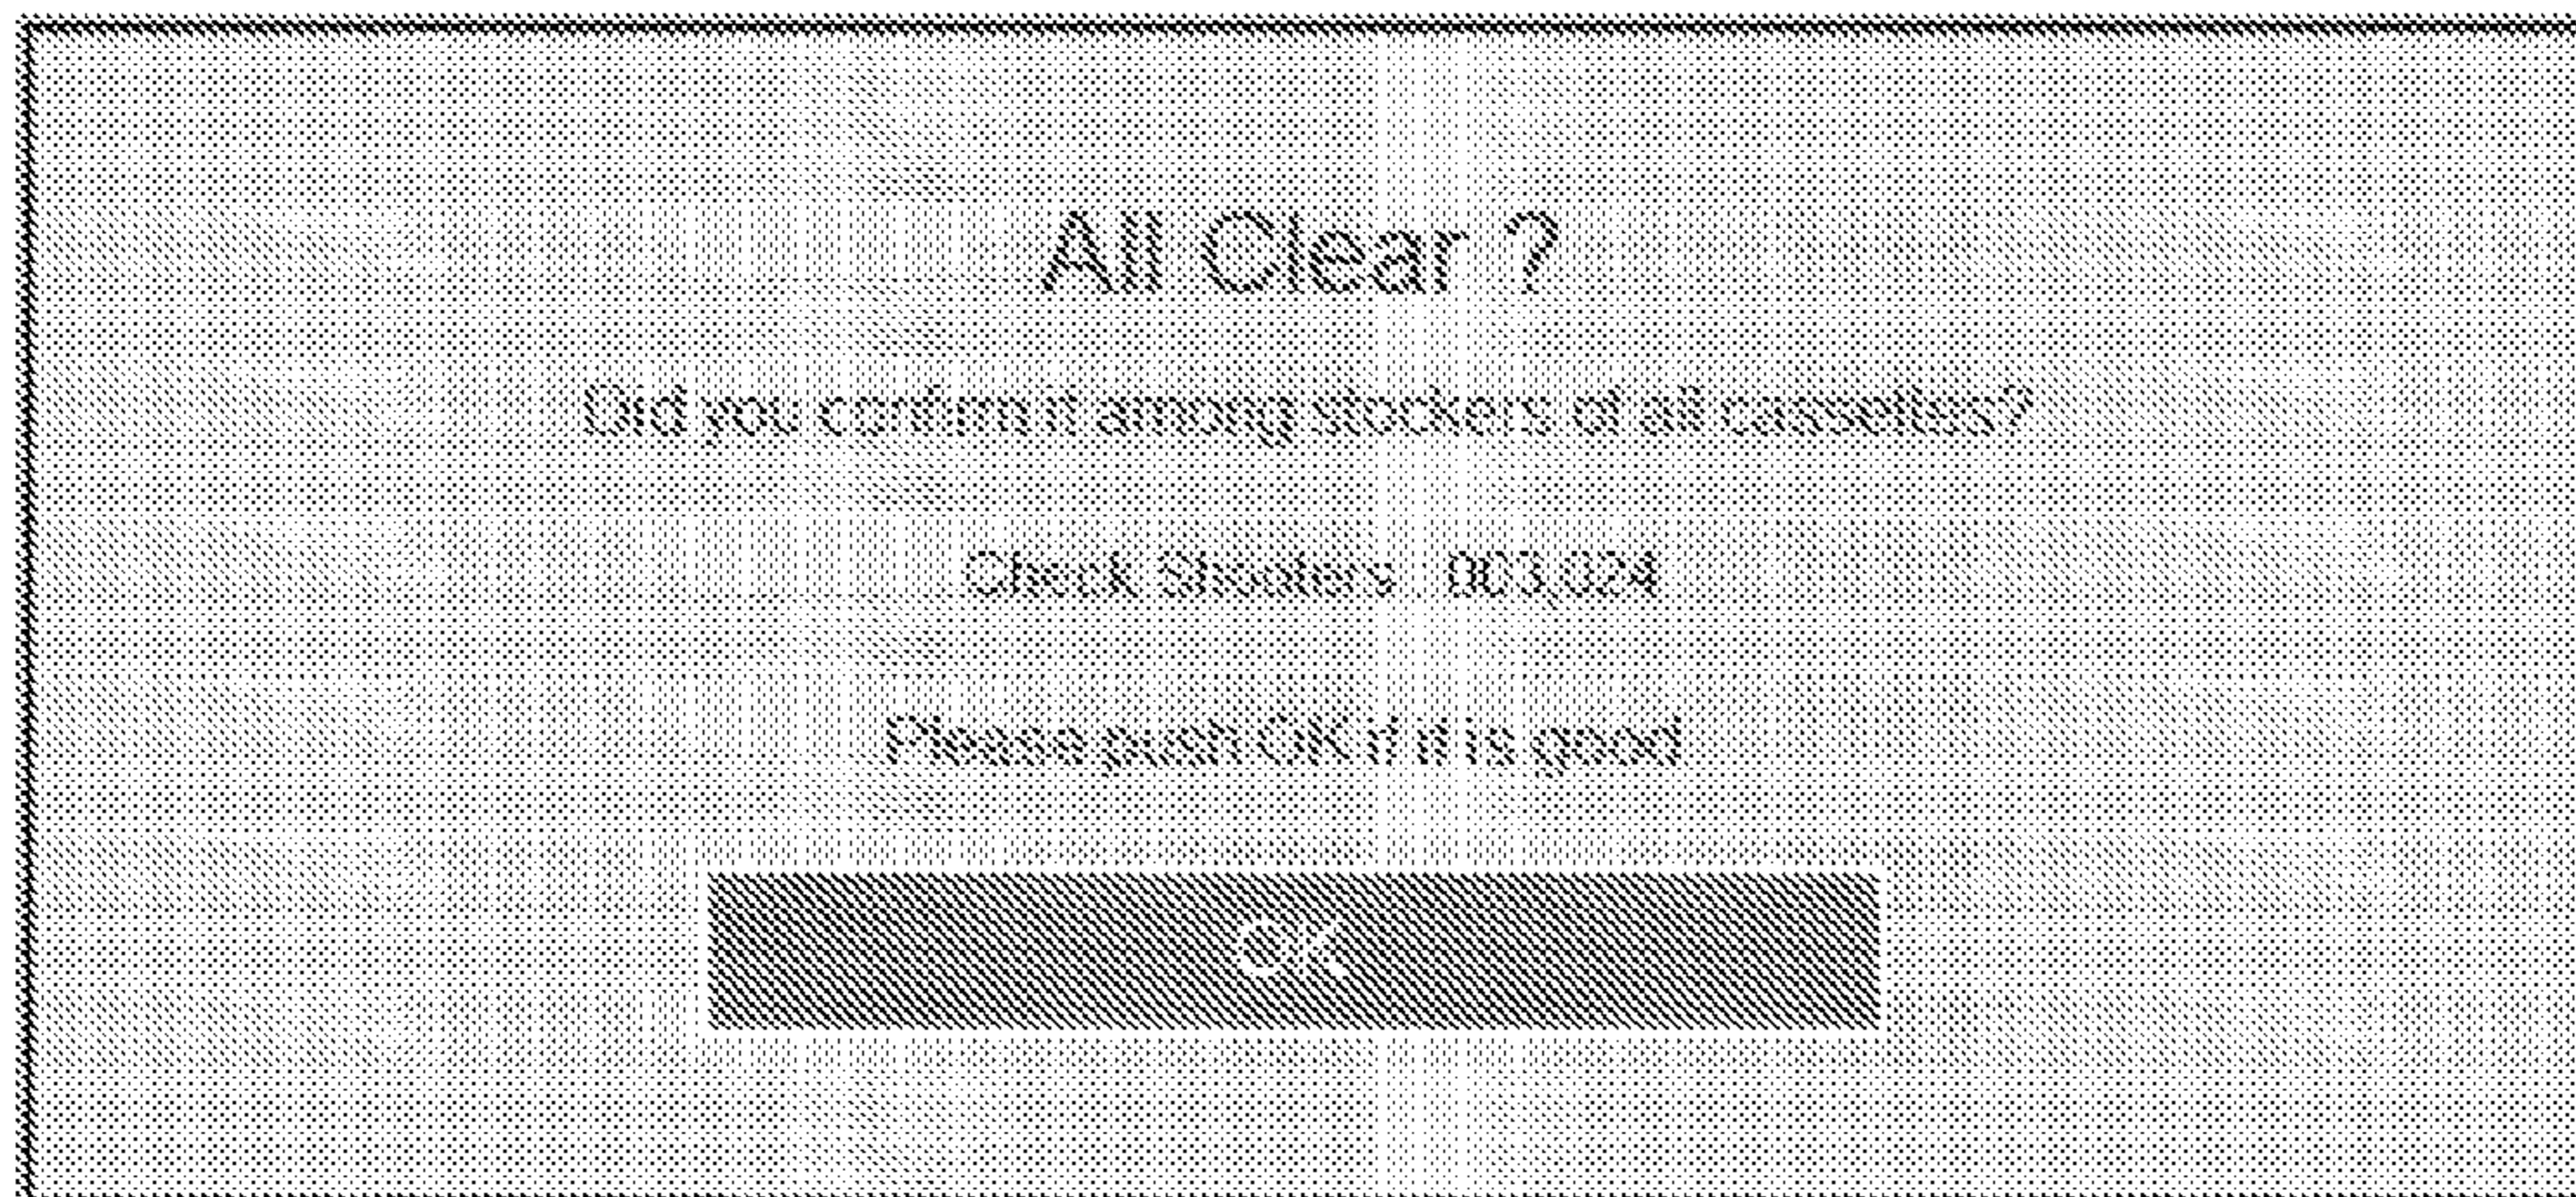 All Clear ?
Did you confirm it among stockers of all cassettes?
Check Shooters : 003,024
Please push OK if it is good
OK